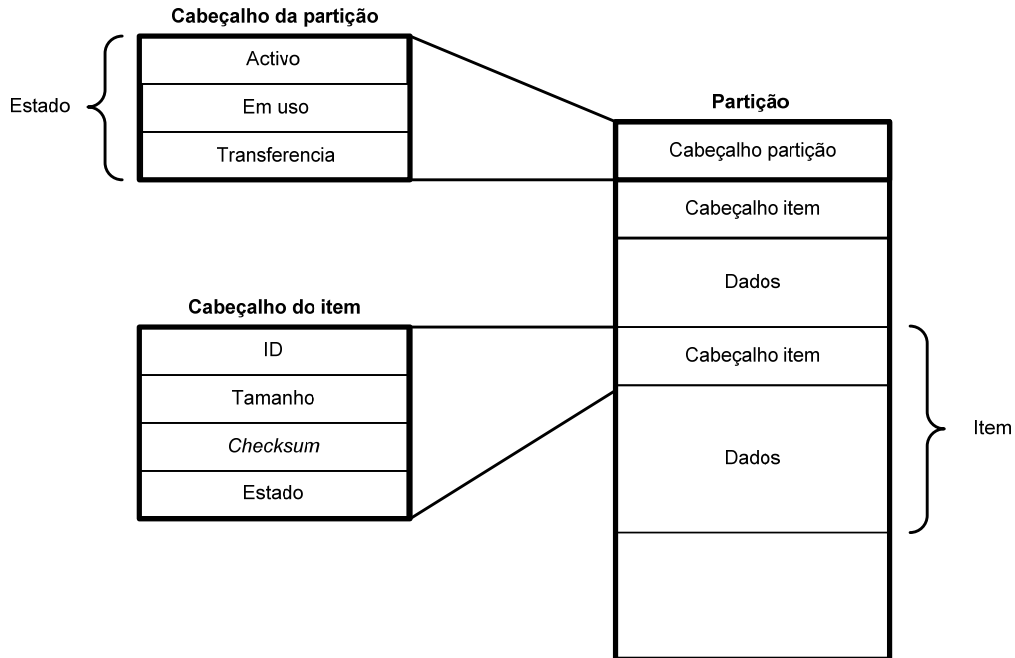 Cabeçalho da partição
Activo
Em uso
Transferencia
Estado
Partição
Cabeçalho partição
Cabeçalho item
Dados
Cabeçalho item
Dados
Item
Cabeçalho do item
ID
Tamanho
Checksum
Estado